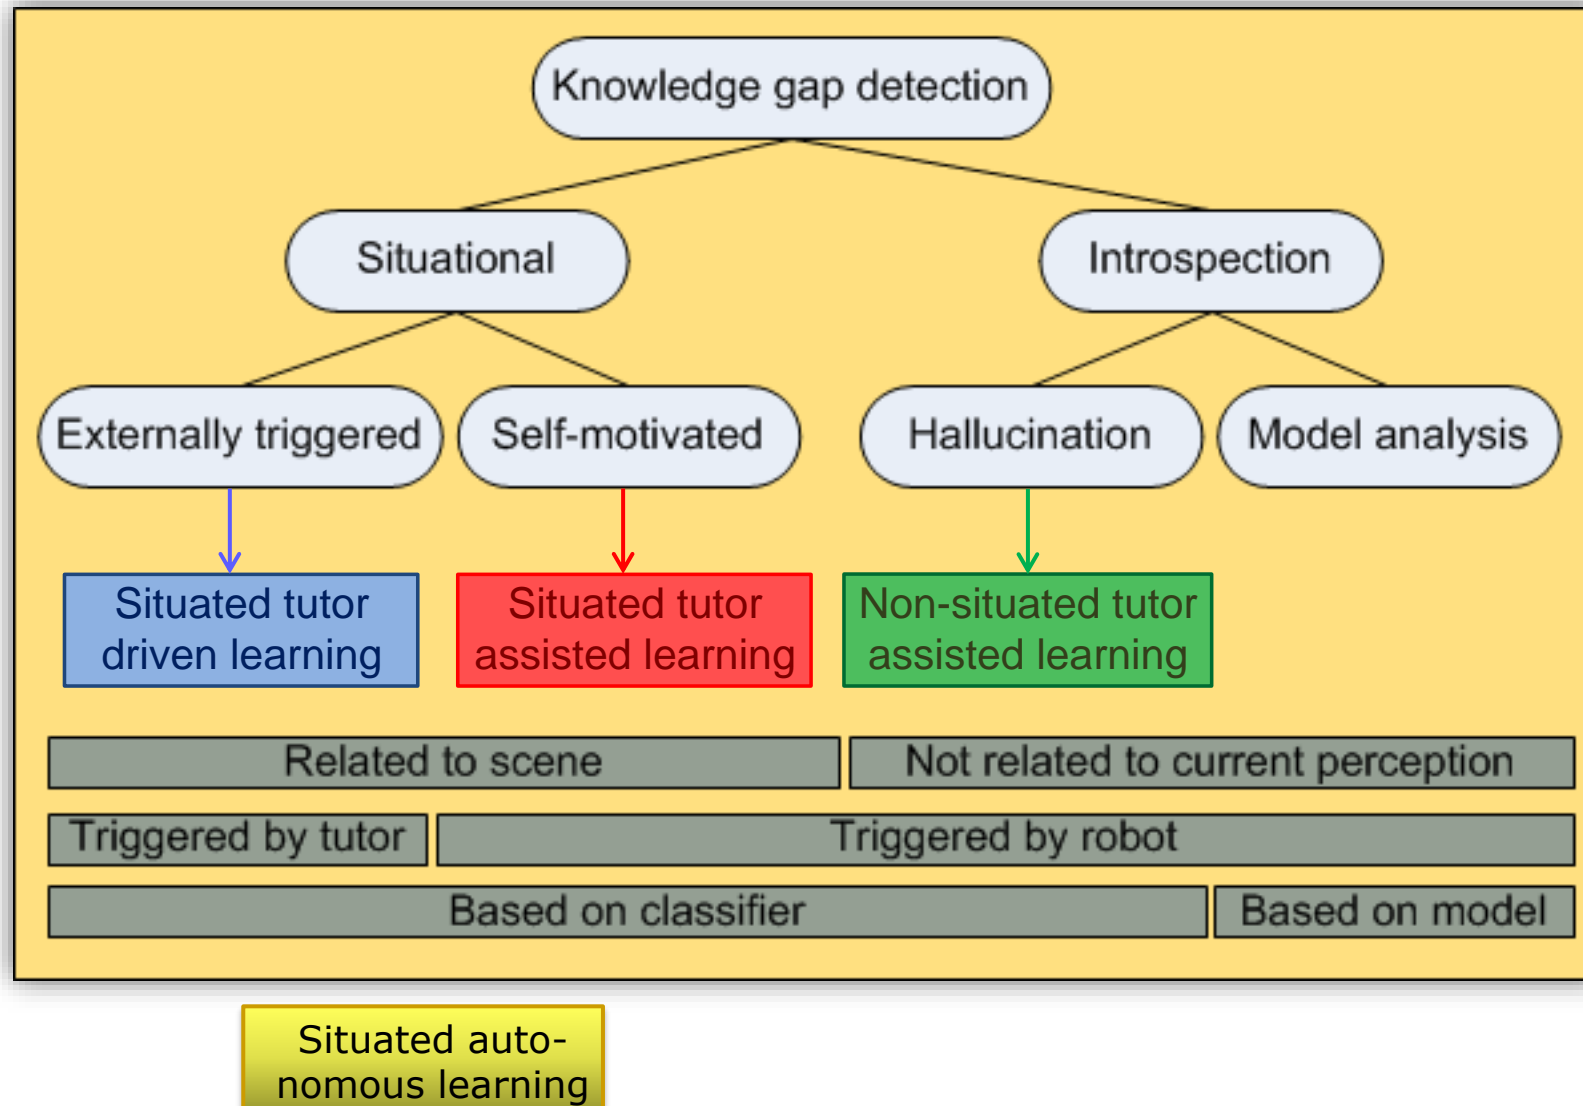 Knowledge gap detection
Situational
Introspection
Externally triggered
Self-motivated
Hallucination
Model analysis
Situated tutor
driven learning
Situated tutor
assisted learning
Non-situated tutor
assisted learning
Related to scene
Not related to current perception
Triggered by tutor
Triggered by robot
Based on classifier
Based on model
Situated auto-
nomous learning